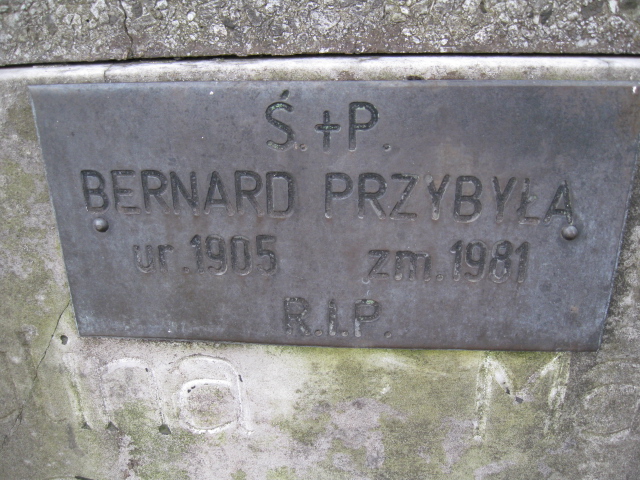 Ś.†P.
BERNARD PRZYBYŁA
ur.1905 zm.1981
R.i.P.